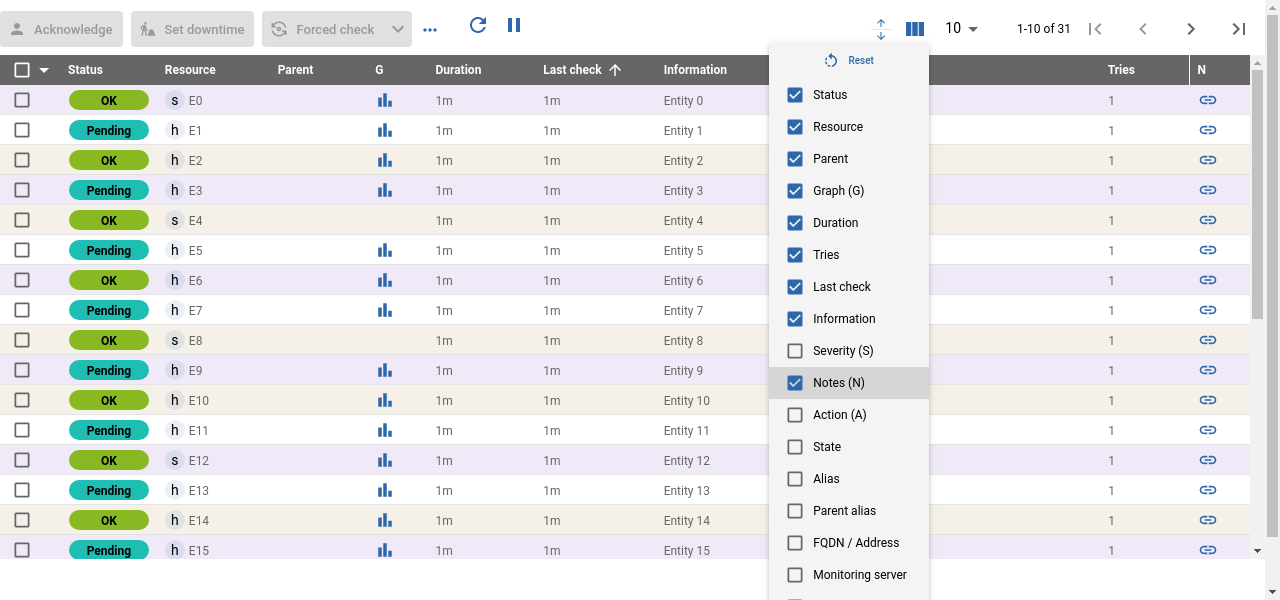 Acknowledge Set downtime Forced check 10 1-10 of 31
Status Resource Parent G Duration Last check Information Tries N
OK s E0 1m 1m Entity 0 1
Pending h E1 1m 1m Entity 1 1
OK h E2 1m 1m Entity 2 1
Pending h E3 1m 1m Entity 3 1
OK s E4 1m 1m Entity 4 1
Pending h E5 1m 1m Entity 5 1
OK h E6 1m 1m Entity 6 1
Pending h E7 1m 1m Entity 7 1
OK s E8 1m 1m Entity 8 1
Pending h E9 1m 1m Entity 9 1
OK h E10 1m 1m Entity 10 1
Pending h E11 1m 1m Entity 11 1
OK s E12 1m 1m Entity 12 1
Pending h E13 1m 1m Entity 13 1
OK h E14 1m 1m Entity 14 1
Pending h E15 1m 1m Entity 15 1
Reset
Status
Resource
Parent
Graph (G)
Duration
Tries
Last check
Information
Severity (S)
Notes (N)
Action (A)
State
Alias
Parent alias
FQDN / Address
Monitoring server